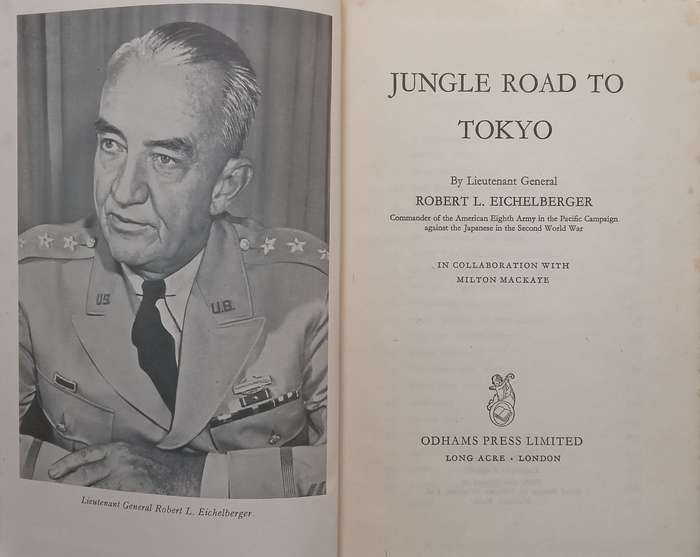 U.S.
U.S.
Lieutenant General Robert L. Eichelberger.
JUNGLE ROAD TO
TOKYO
By Lieutenant General
ROBERT L. EICHELBERGER
Commander of the American Eighth Army in the Pacific Campaign
against the Japanese in the Second World War
IN COLLABORATION WITH
MILTON MACKAYE
ODHAMS PRESS LIMITED
LONG ACRE · LONDON